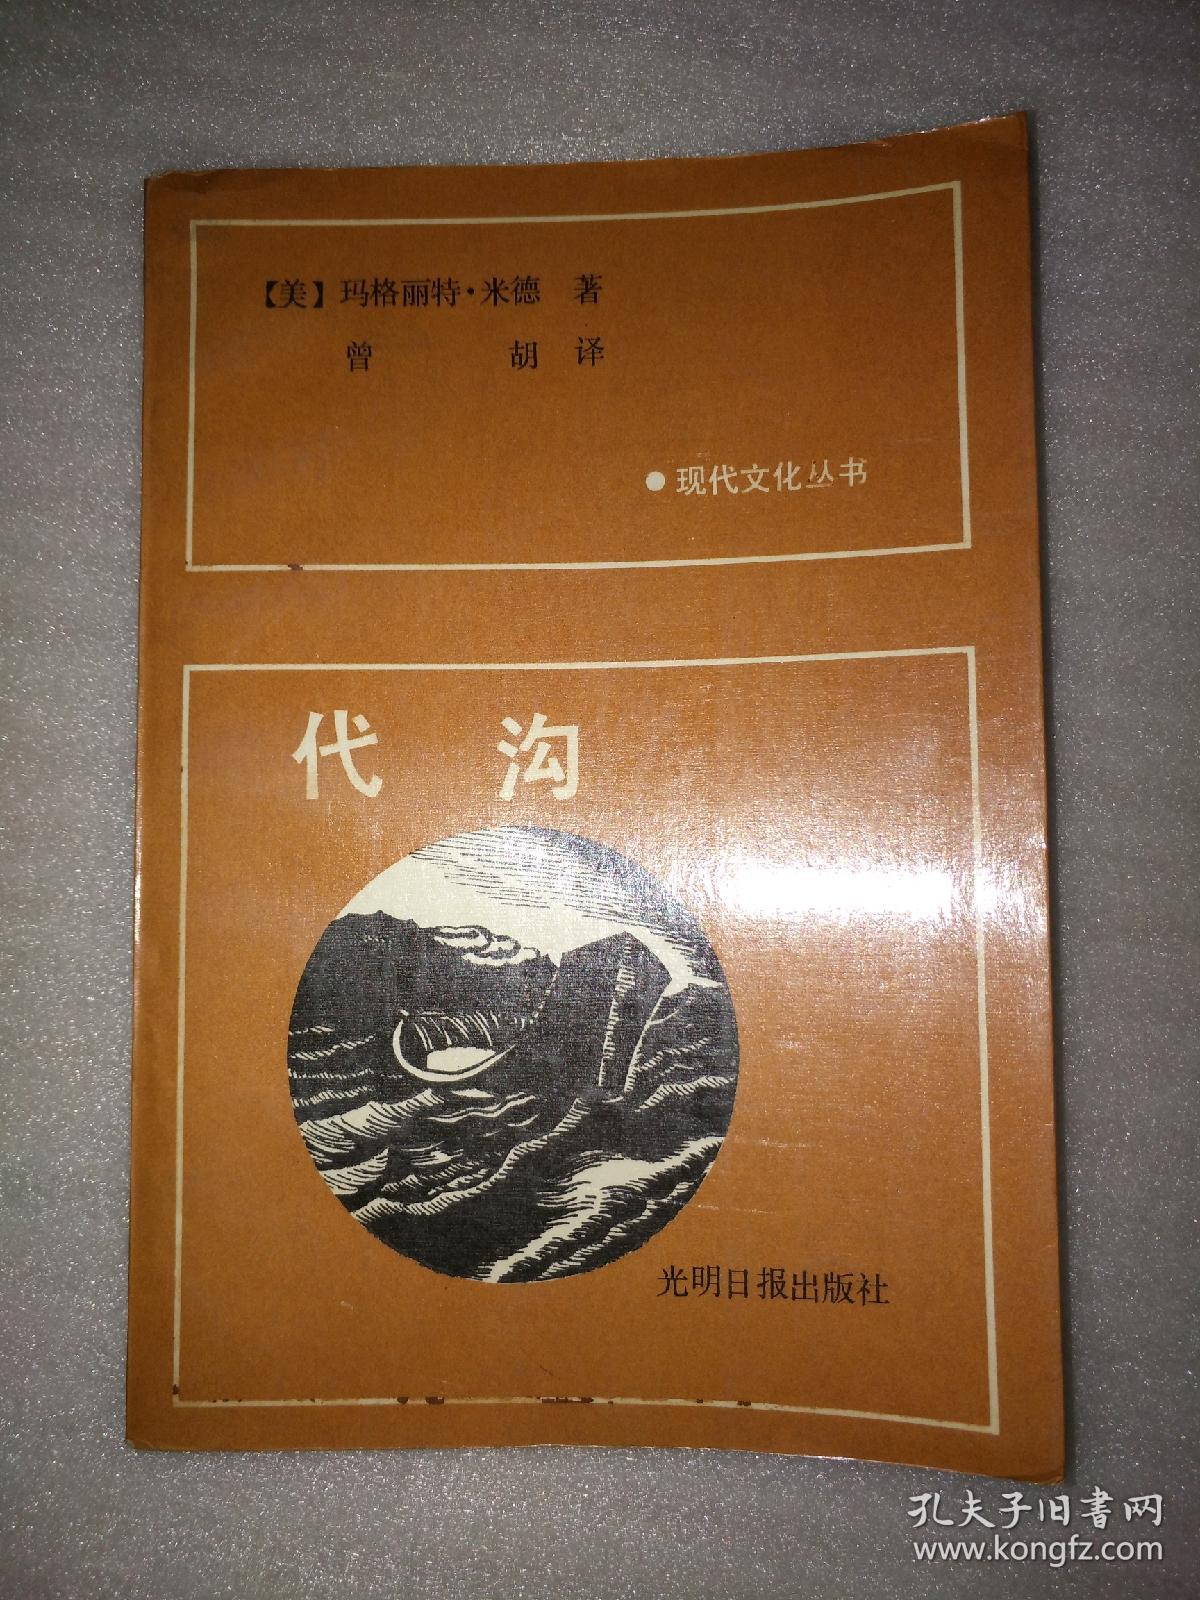 【美】玛格丽特·米德 著
曾 胡 译
●现代文化丛书
代 沟
光明日报出版社
孔夫子旧书网
www.kongfz.com